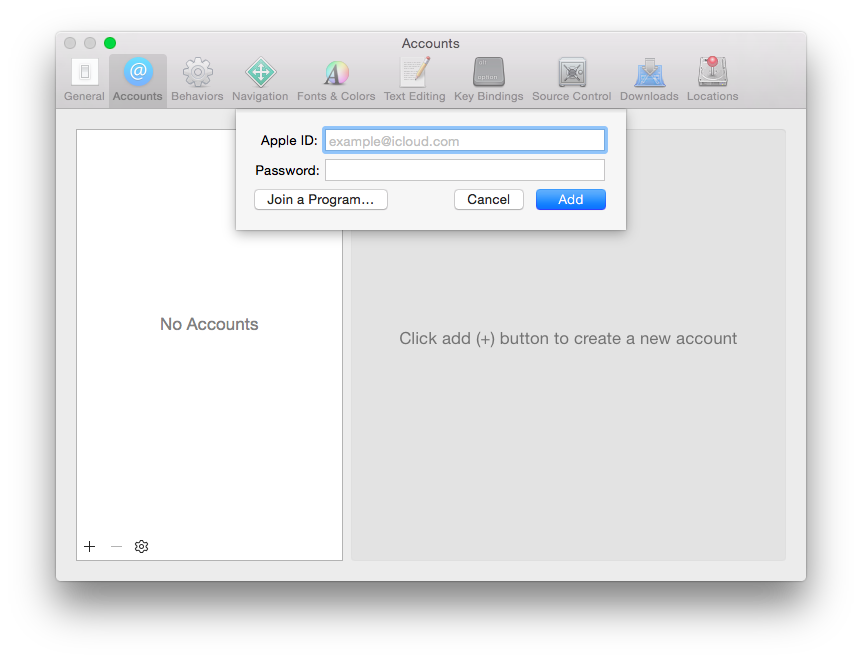 Accounts
General Accounts Behaviors Navigation Fonts & Colors Text Editing Key Bindings Source Control Downloads Locations
Apple ID: example@icloud.com
Password:
Join a Program... Cancel Add
No Accounts
Click add (+) button to create a new account